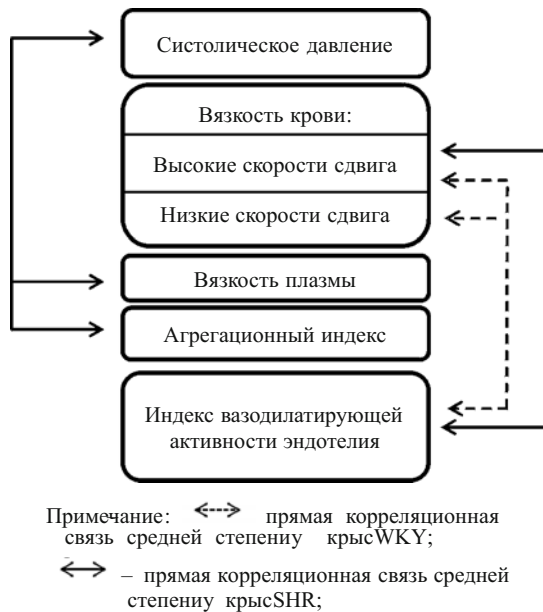 Систолическое давление
Вязкость крови:
Высокие скорости сдвига
Низкие скорости сдвига
Вязкость плазмы
Агрегационный индекс
Индекс вазодилатирующей
активности эндотелия
Примечание: прямая корреляционная
связь средней степениу крысWKY;
– прямая корреляционная связь средней
степениу крысSHR;